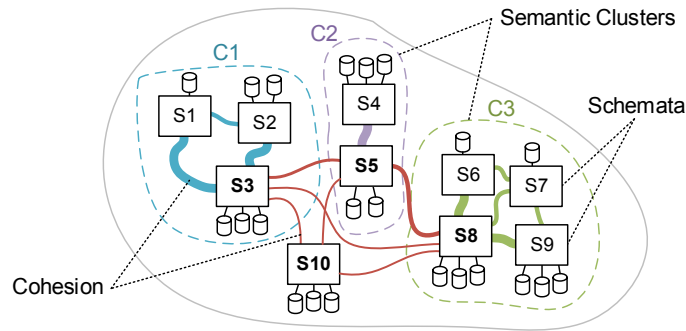 Semantic Clusters
C2
C1
S4
C3
Schemata
S1
S2
S3
S5
S6
S7
S8
S9
S10
Cohesion